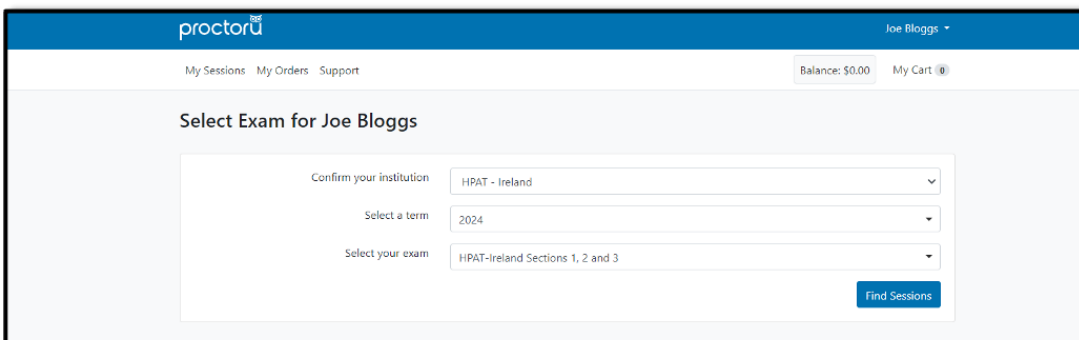 proctoru
Joe Bloggs
My Sessions My Orders Support
Balance: $0.00
My Cart 0
Select Exam for Joe Bloggs
Confirm your institution
HPAT - Ireland
Select a term
2024
Select your exam
HPAT-Ireland Sections 1, 2 and 3
Find Sessions